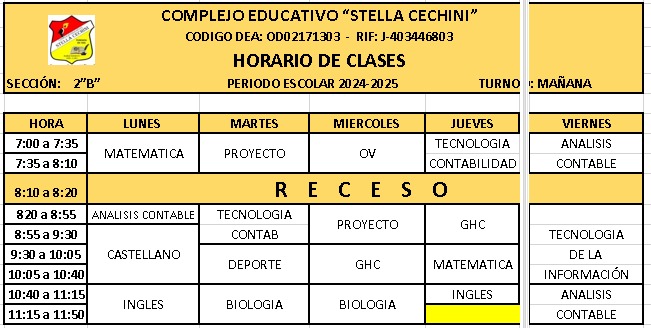 STELLA CECHINI
COMPLEJO EDUCATIVO “STELLA CECHINI”
CODIGO DEA: OD02171303 - RIF: J-403446803
HORARIO DE CLASES
SECCIÓN: 2”B” PERIODO ESCOLAR 2024-2025 TURNO: MAÑANA
HORA LUNES MARTES MIERCOLES JUEVES VIERNES
7:00 a 7:35 TECNOLOGIA ANALISIS
MATEMATICA PROYECTO OV
7:35 a 8:10 CONTABILIDAD CONTABLE
8:10 a 8:20 R E C E S O
820 a 8:55 ANALISIS CONTABLE TECNOLOGIA
PROYECTO GHC
8:55 a 9:30 CONTAB TECNOLOGIA
CASTELLANO
9:30 a 10:05 DE LA
DEPORTE GHC MATEMATICA
10:05 a 10:40 INFORMACIÓN
10:40 a 11:15 INGLES ANALISIS
INGLES BIOLOGIA BIOLOGIA
11:15 a 11:50 CONTABLE